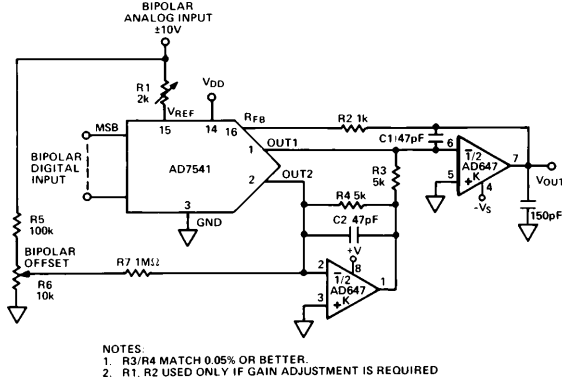 BIPOLAR
ANALOG INPUT
±10V
R1
2k
VDD
VREF
RFB
15
14
16
R2 1k
C1 47pF
MSB
1
OUT1
6
1/2
AD647
K
7
VOUT
BIPOLAR
DIGITAL
INPUT
AD7541
2
OUT2
R3
5k
5
+
4
-VS
150pF
3
GND
R4 5k
C2 47pF
R5
100k
+V
8
BIPOLAR
OFFSET
R6
10k
R7 1MΩ
2
1/2
AD647
K
1
3
+
NOTES:
1. R3/R4 MATCH 0.05% OR BETTER.
2. R1, R2 USED ONLY IF GAIN ADJUSTMENT IS REQUIRED